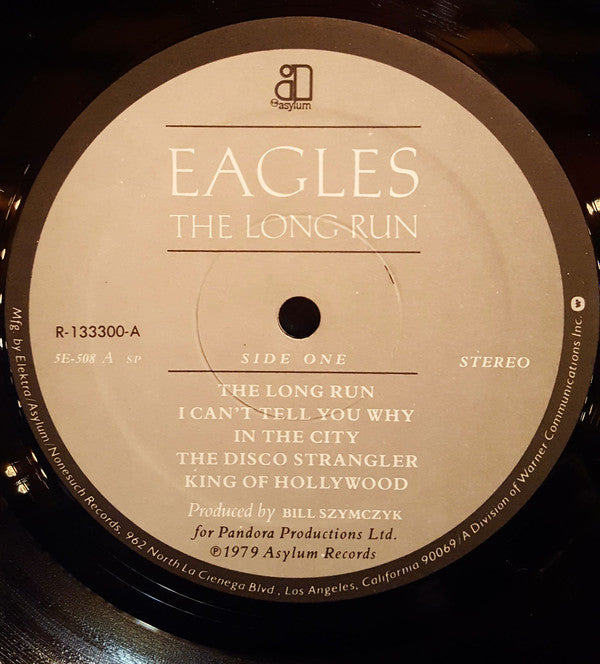 asylum
EAGLES
THE LONG RUN
R-133300-A
5E-508 A SP
SIDE ONE
STEREO
THE LONG RUN
I CAN'T TELL YOU WHY
IN THE CITY
THE DISCO STRANGLER
KING OF HOLLYWOOD
Produced by BILL SZYMCZYK
for Pandora Productions Ltd.
℗1979 Asylum Records
Mfg. by Elektra/Asylum/Nonesuch Records, 962 North La Cienega Blvd., Los Angeles, California 90069/A Division of Warner Communications Inc.